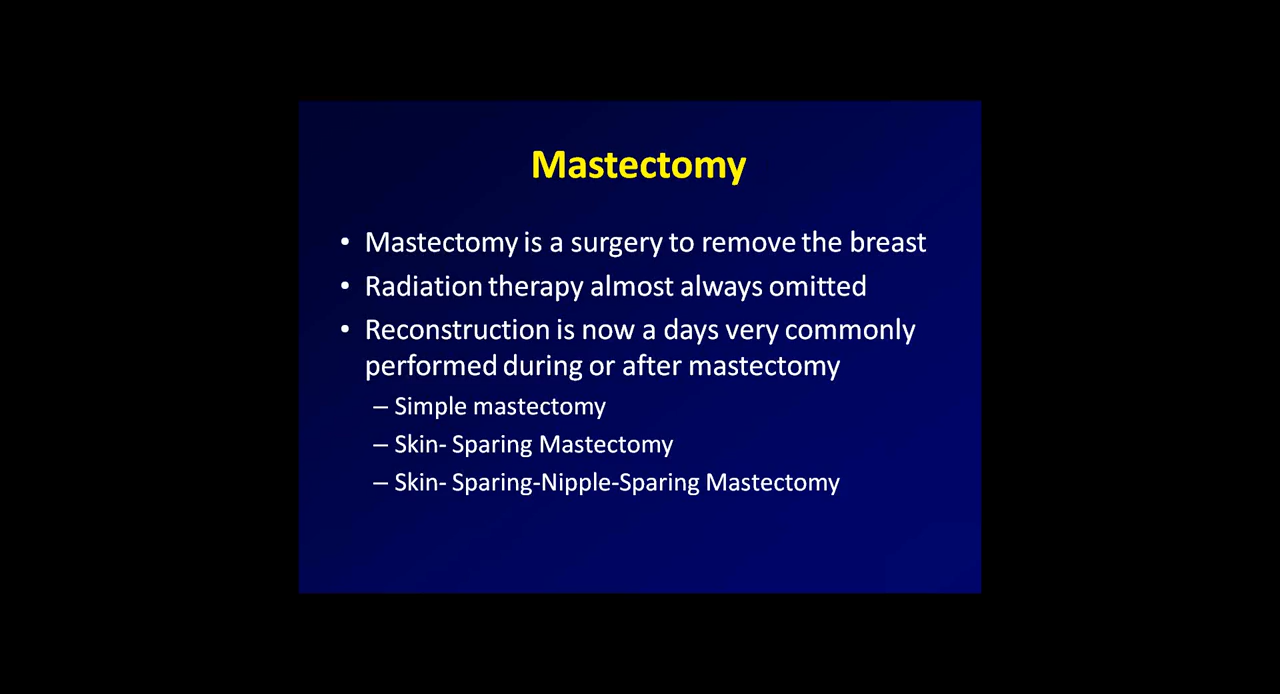 Mastectomy
• Mastectomy is a surgery to remove the breast
• Radiation therapy almost always omitted
• Reconstruction is now a days very commonly
performed during or after mastectomy
– Simple mastectomy
– Skin- Sparing Mastectomy
– Skin- Sparing-Nipple-Sparing Mastectomy